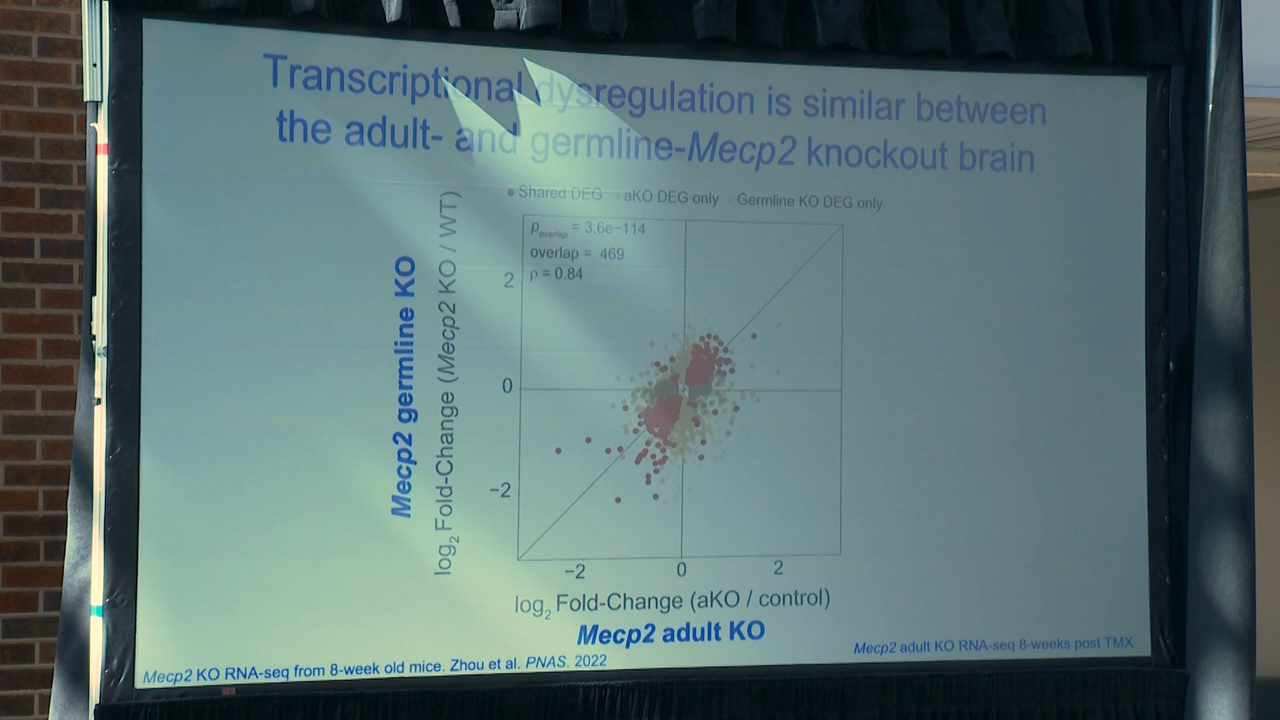 Transcriptional dysregulation is similar between
the adult- and germline-Mecp2 knockout brain
Shared DEG aKO DEG only Germline KO DEG only
Poverlap = 3.6e−114
overlap = 469
ρ = 0.84
Mecp2 germline KO
log2 Fold-Change (Mecp2 KO / WT)
2
0
−2
−2 0 2
log2 Fold-Change (aKO / control)
Mecp2 adult KO
Mecp2 KO RNA-seq from 8-week old mice. Zhou et al. PNAS. 2022
Mecp2 adult KO RNA-seq 8-weeks post TMX